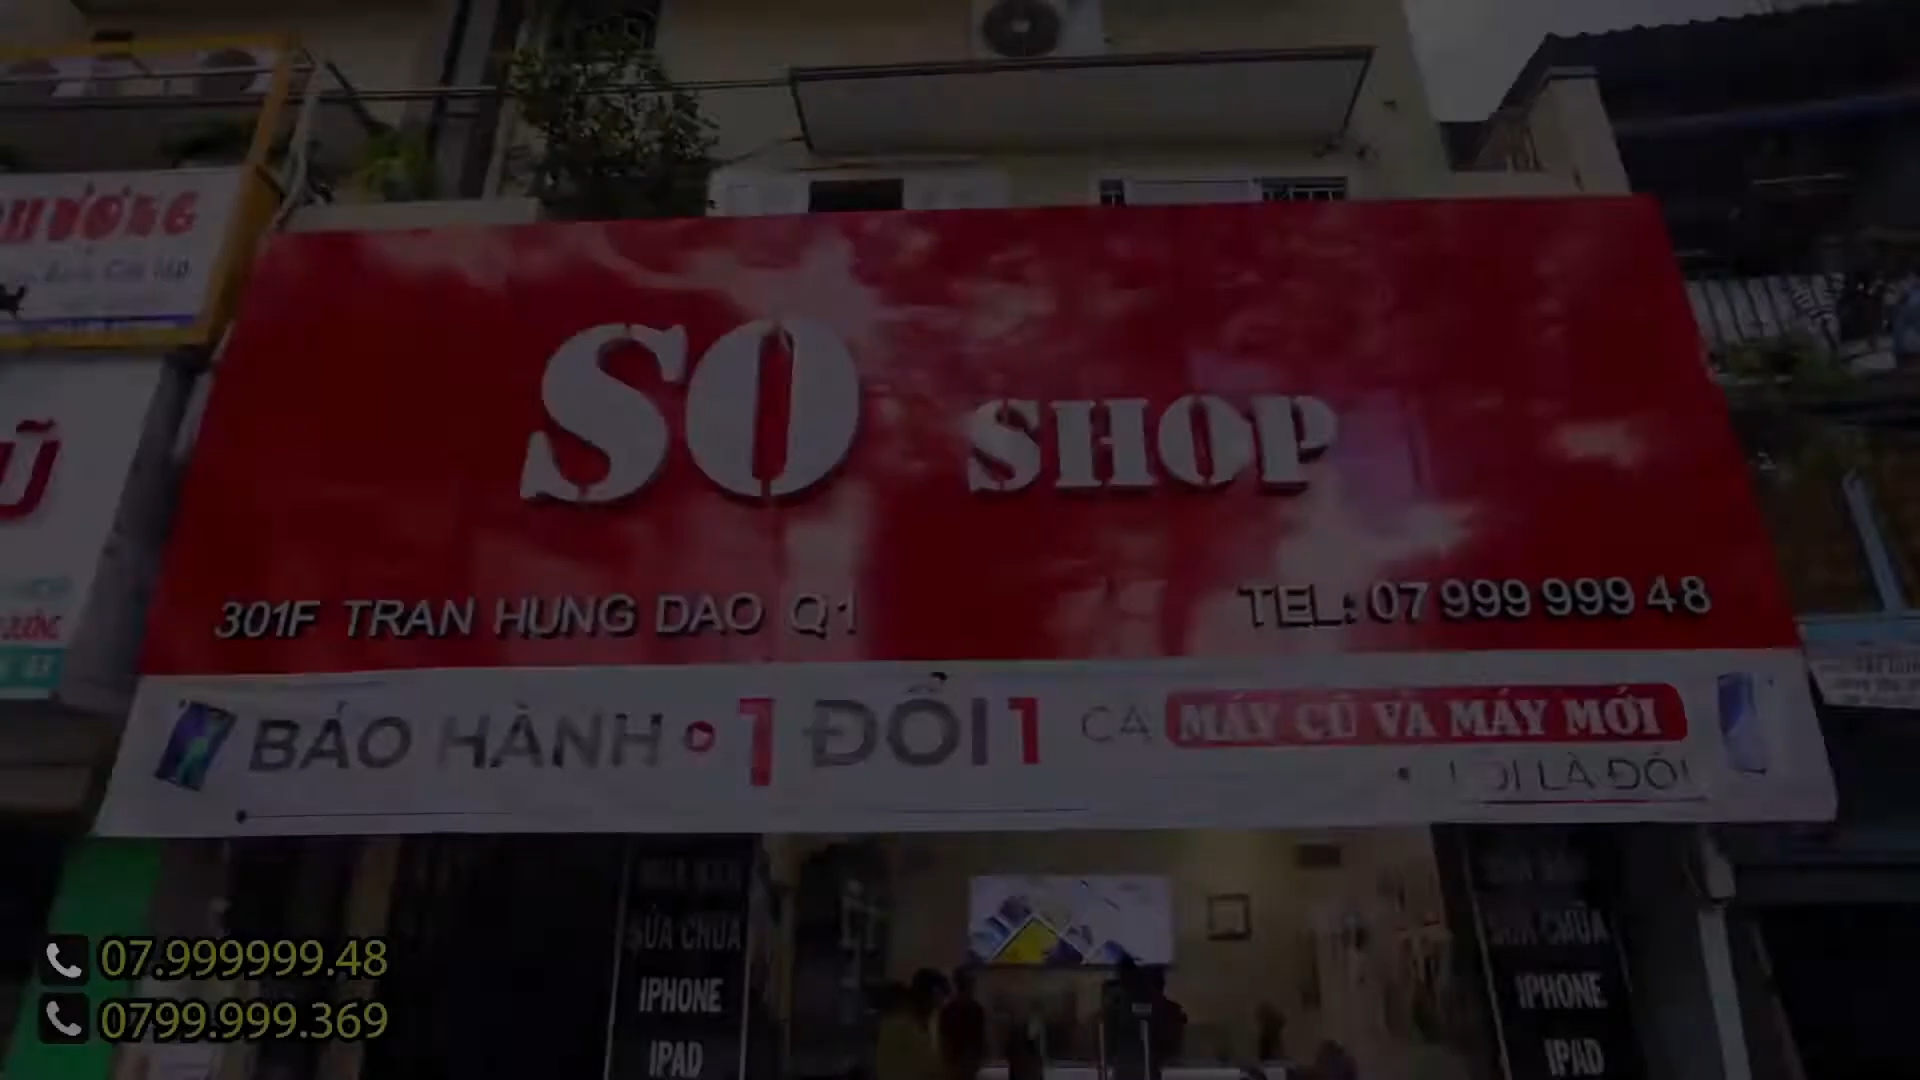 SO SHOP
301F TRAN HUNG DAO Q1
TEL: 07 999 999 48
BẢO HÀNH 1 ĐỔI 1 CẢ MÁY CŨ VÀ MÁY MỚI
LÀ ĐỔI
SỬA CHỮA
IPHONE
IPAD
SỬA CHỮA
IPHONE
IPAD
07.999999.48
0799.999.369